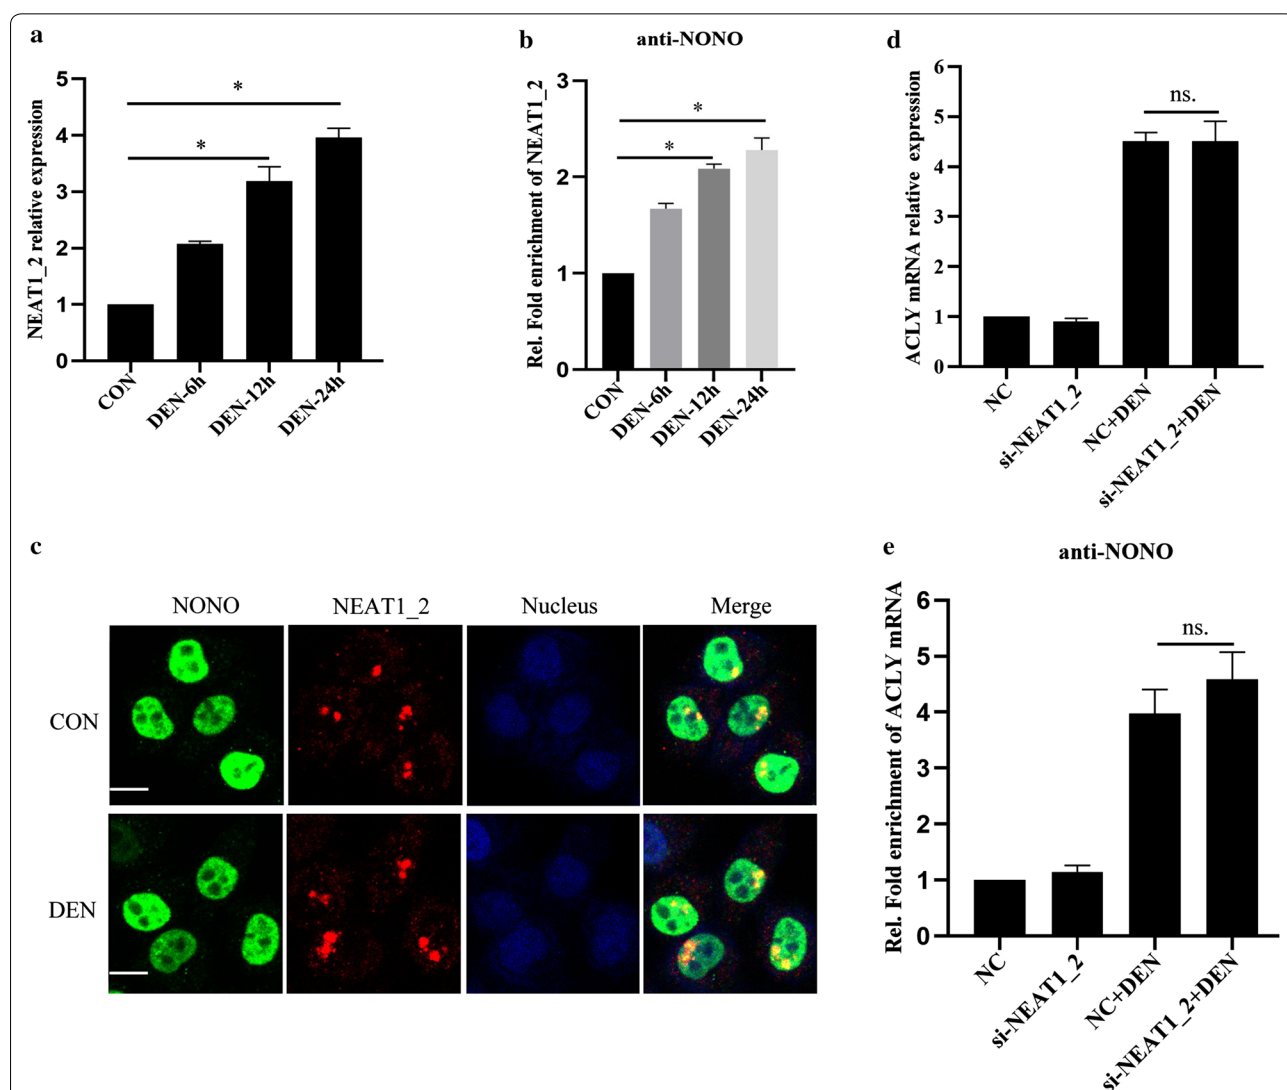 a
NEAT1_2 relative expression
5
4
3
2
1
0
*
*
CON
DEN-6h
DEN-12h
DEN-24h
b
anti-NONO
Rel. Fold enrichment of NEAT1_2
3
2
1
0
*
*
CON
DEN-6h
DEN-12h
DEN-24h
d
ACLY mRNA relative expression
6
5
4
3
2
1
0
ns.
NC
si-NEAT1_2
NC+DEN
si-NEAT1_2+DEN
c
NONO NEAT1_2 Nucleus Merge
CON
DEN
e
anti-NONO
Rel. Fold enrichment of ACLY mRNA
6
5
4
3
2
1
0
ns.
NC
si-NEAT1_2
NC+DEN
si-NEAT1_2+DEN